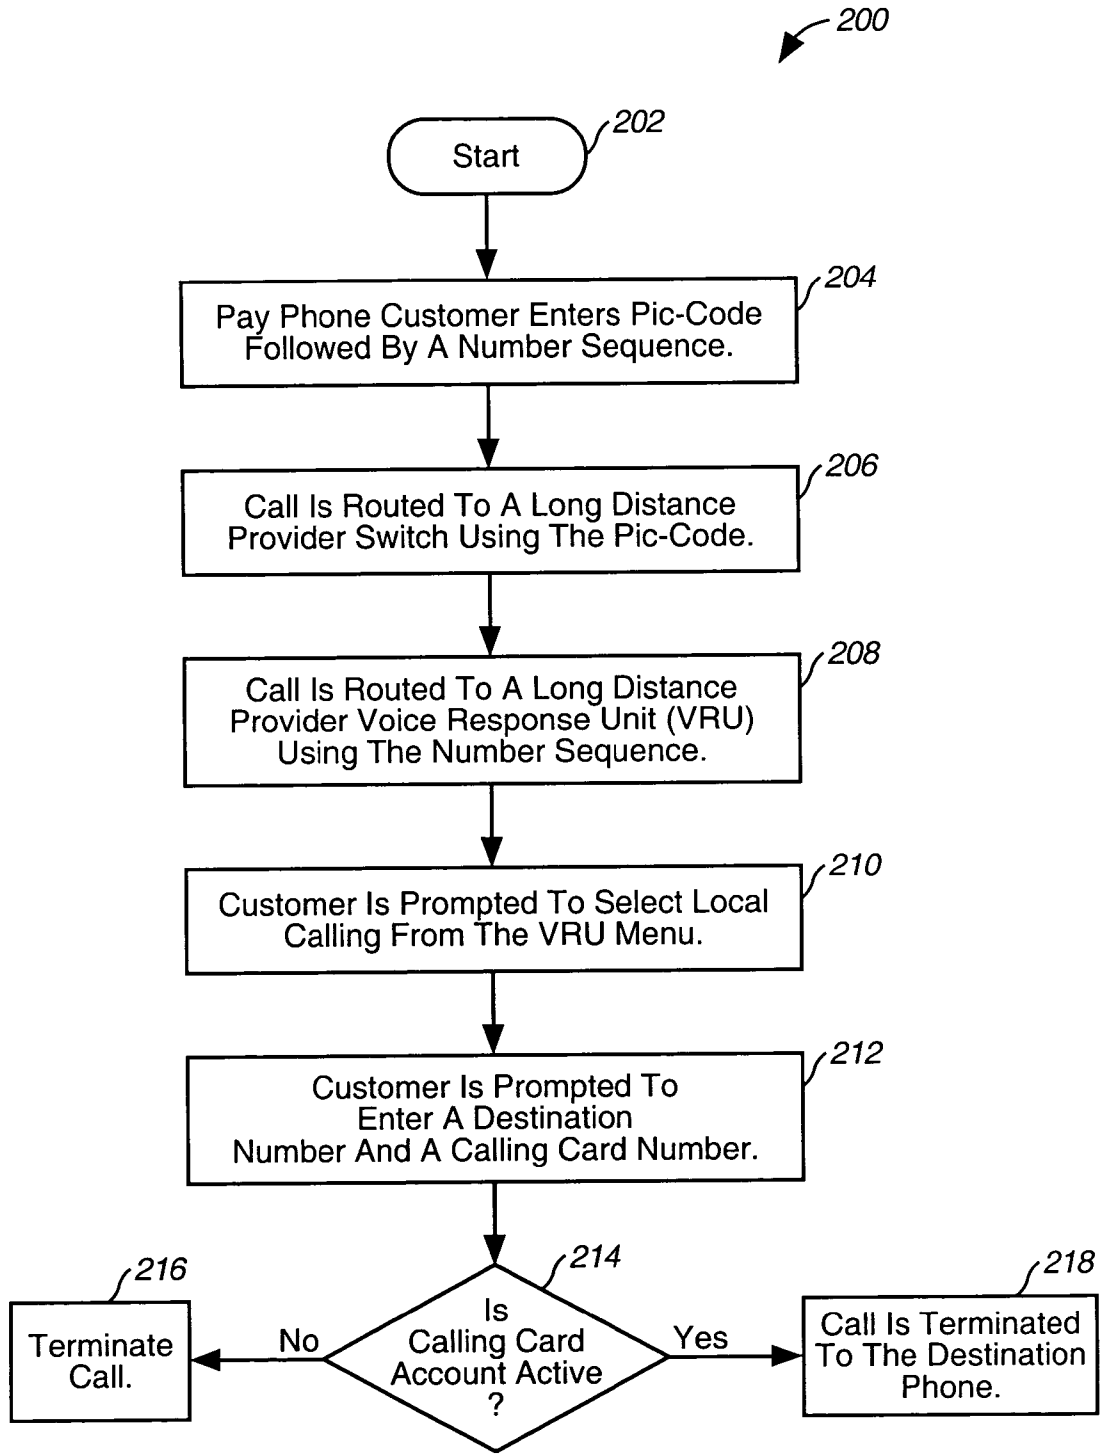 200
202
Start
204
Pay Phone Customer Enters Pic-Code
Followed By A Number Sequence.
206
Call Is Routed To A Long Distance
Provider Switch Using The Pic-Code.
208
Call Is Routed To A Long Distance
Provider Voice Response Unit (VRU)
Using The Number Sequence.
210
Customer Is Prompted To Select Local
Calling From The VRU Menu.
212
Customer Is Prompted To
Enter A Destination
Number And A Calling Card Number.
214
Is
Calling Card
Account Active
?
No
Yes
216
Terminate
Call.
218
Call Is Terminated
To The Destination
Phone.